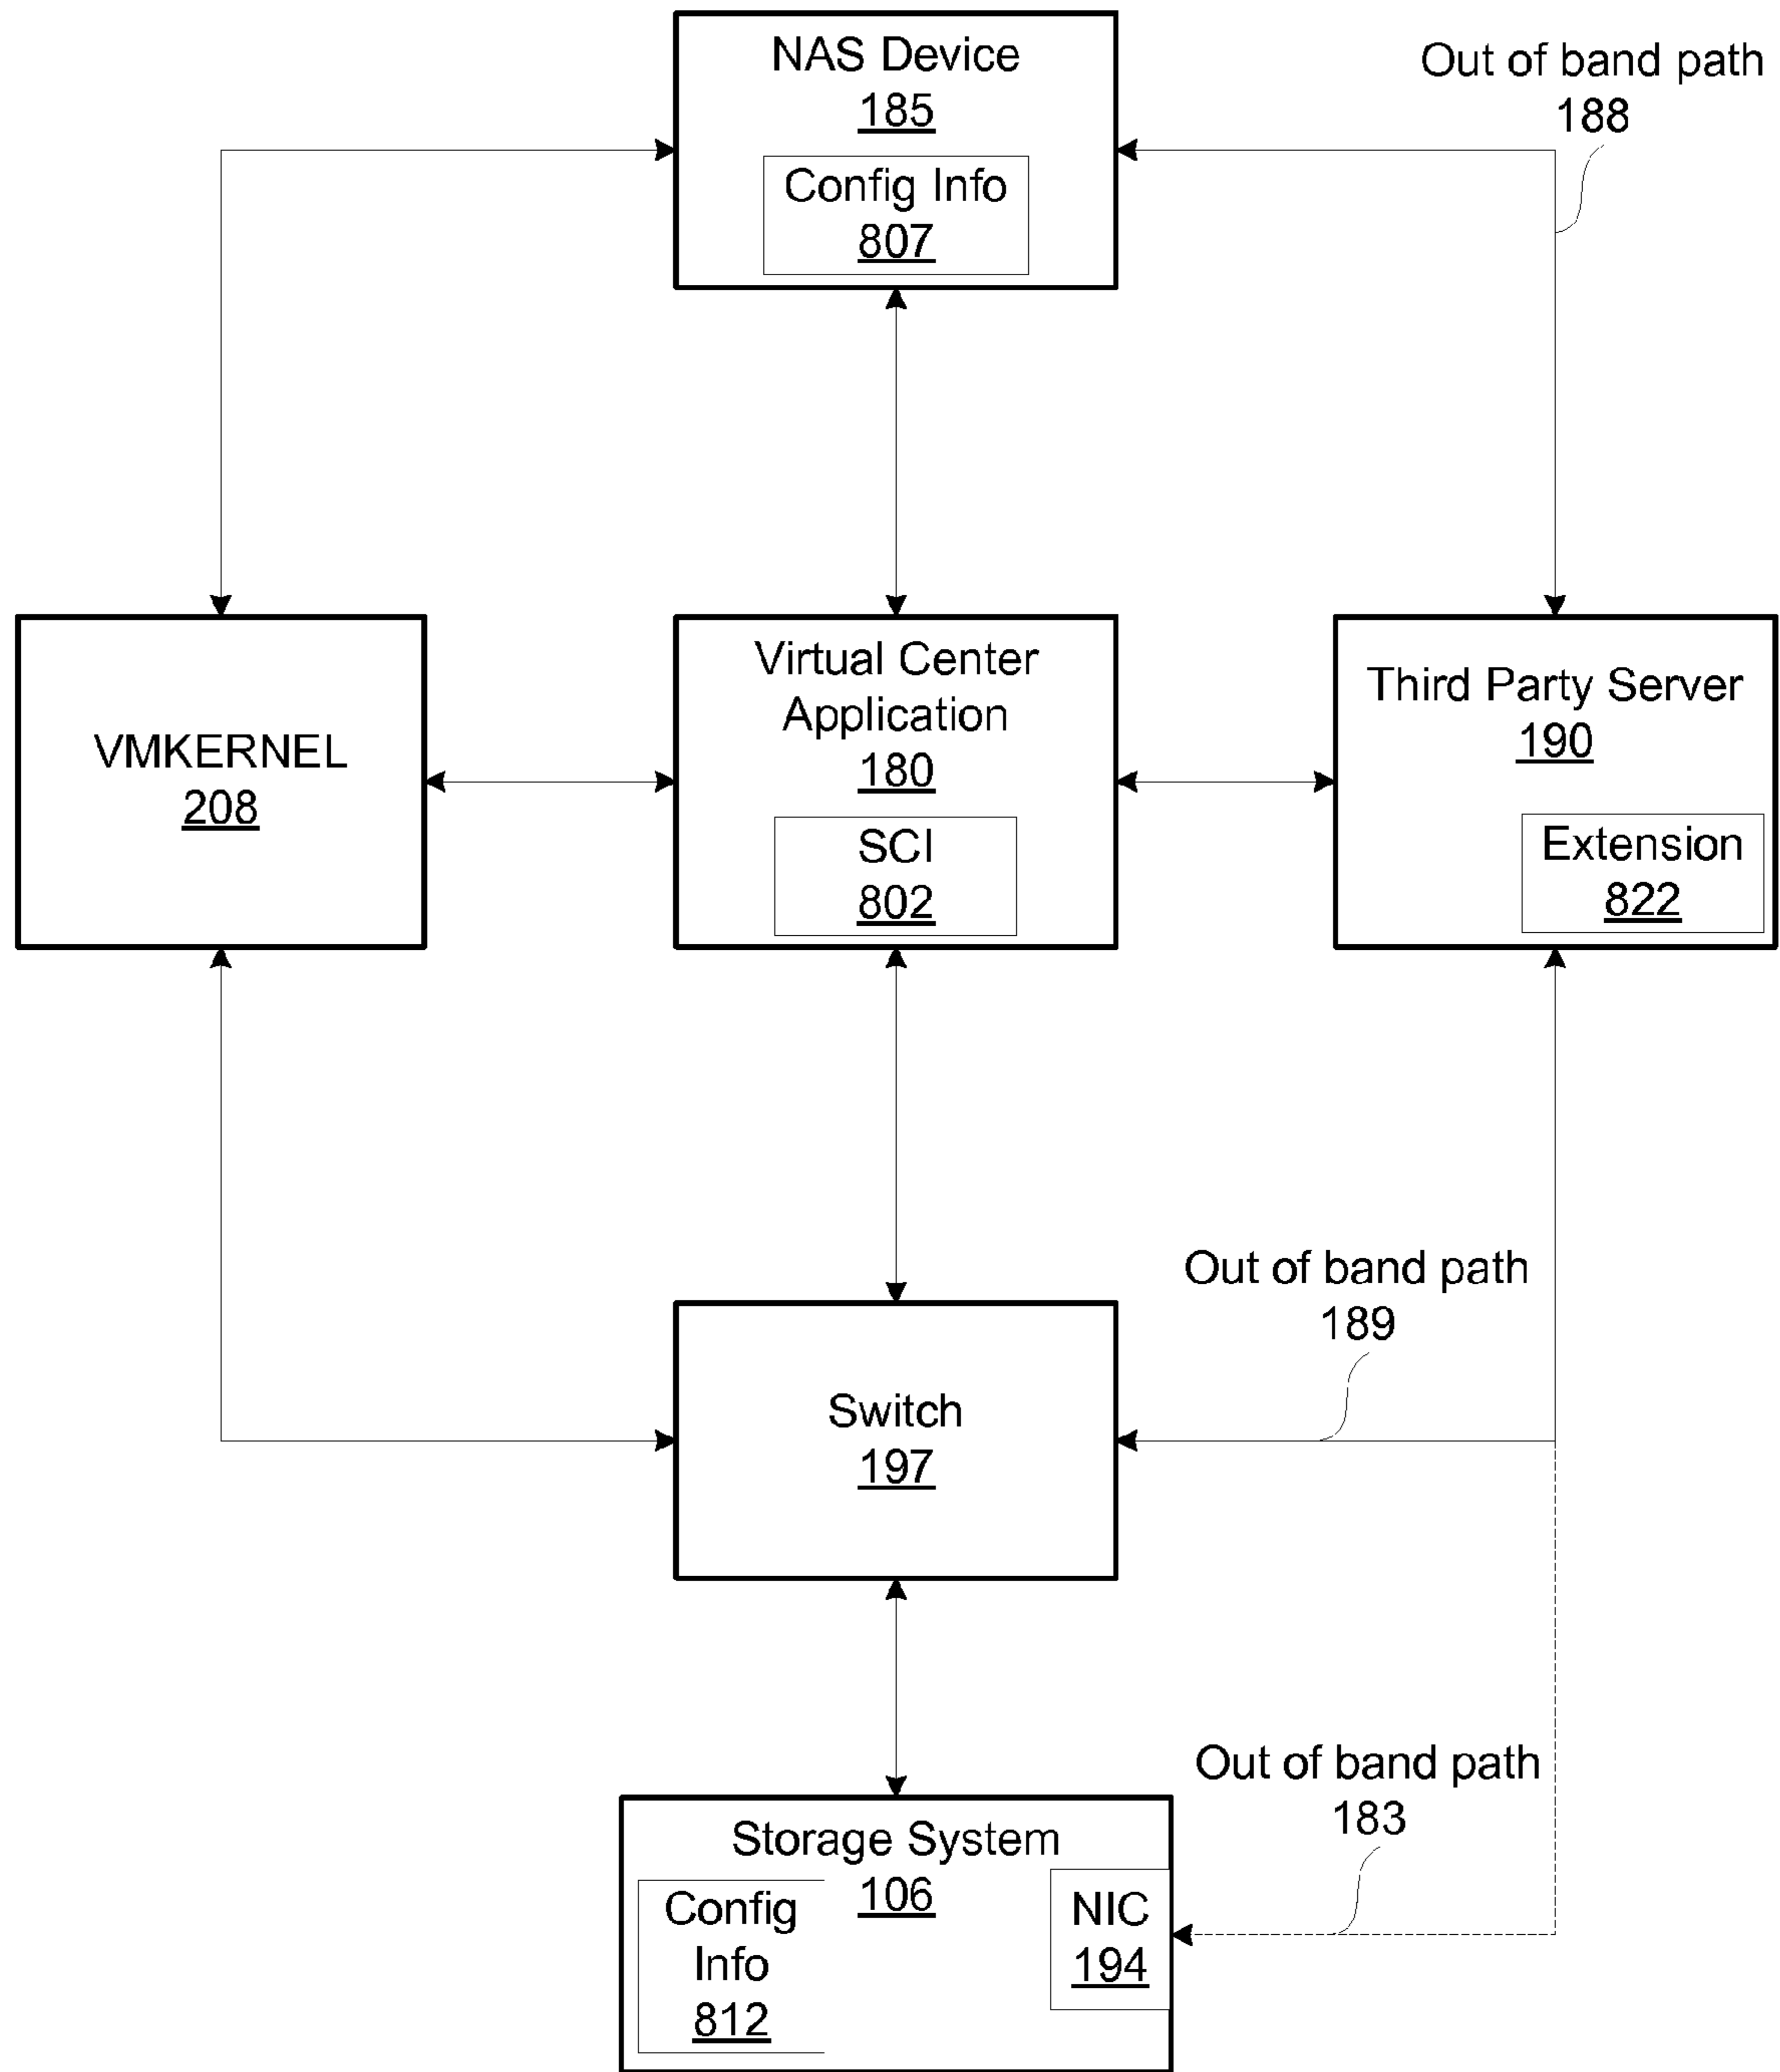 NAS Device
185
Config Info
807
Out of band path
188
VMKERNEL
208
Virtual Center
Application
180
SCI
802
Third Party Server
190
Extension
822
Out of band path
189
Switch
197
Out of band path
183
Storage System
106
Config
Info
812
NIC
194